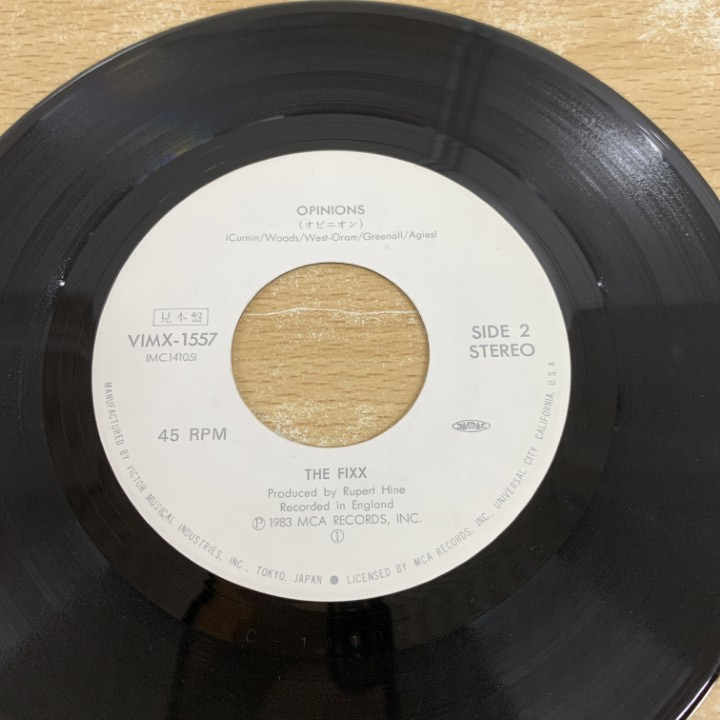 OPINIONS
(オピニオン)
(Curnin/Woods/West-Oram/Greenall/Agies)
見本盤
VIMX-1557
(MC14105)
SIDE 2
STEREO
45 RPM
THE FIXX
Produced by Rupert Hine
Recorded in England
Ⓟ 1983 MCA RECORDS, INC.
①
MANUFACTURED BY VICTOR MUSICAL INDUSTRIES, INC., TOKYO, JAPAN ● LICENSED BY MCA RECORDS, INC., UNIVERSAL CITY CALIFORNIA, U.S.A